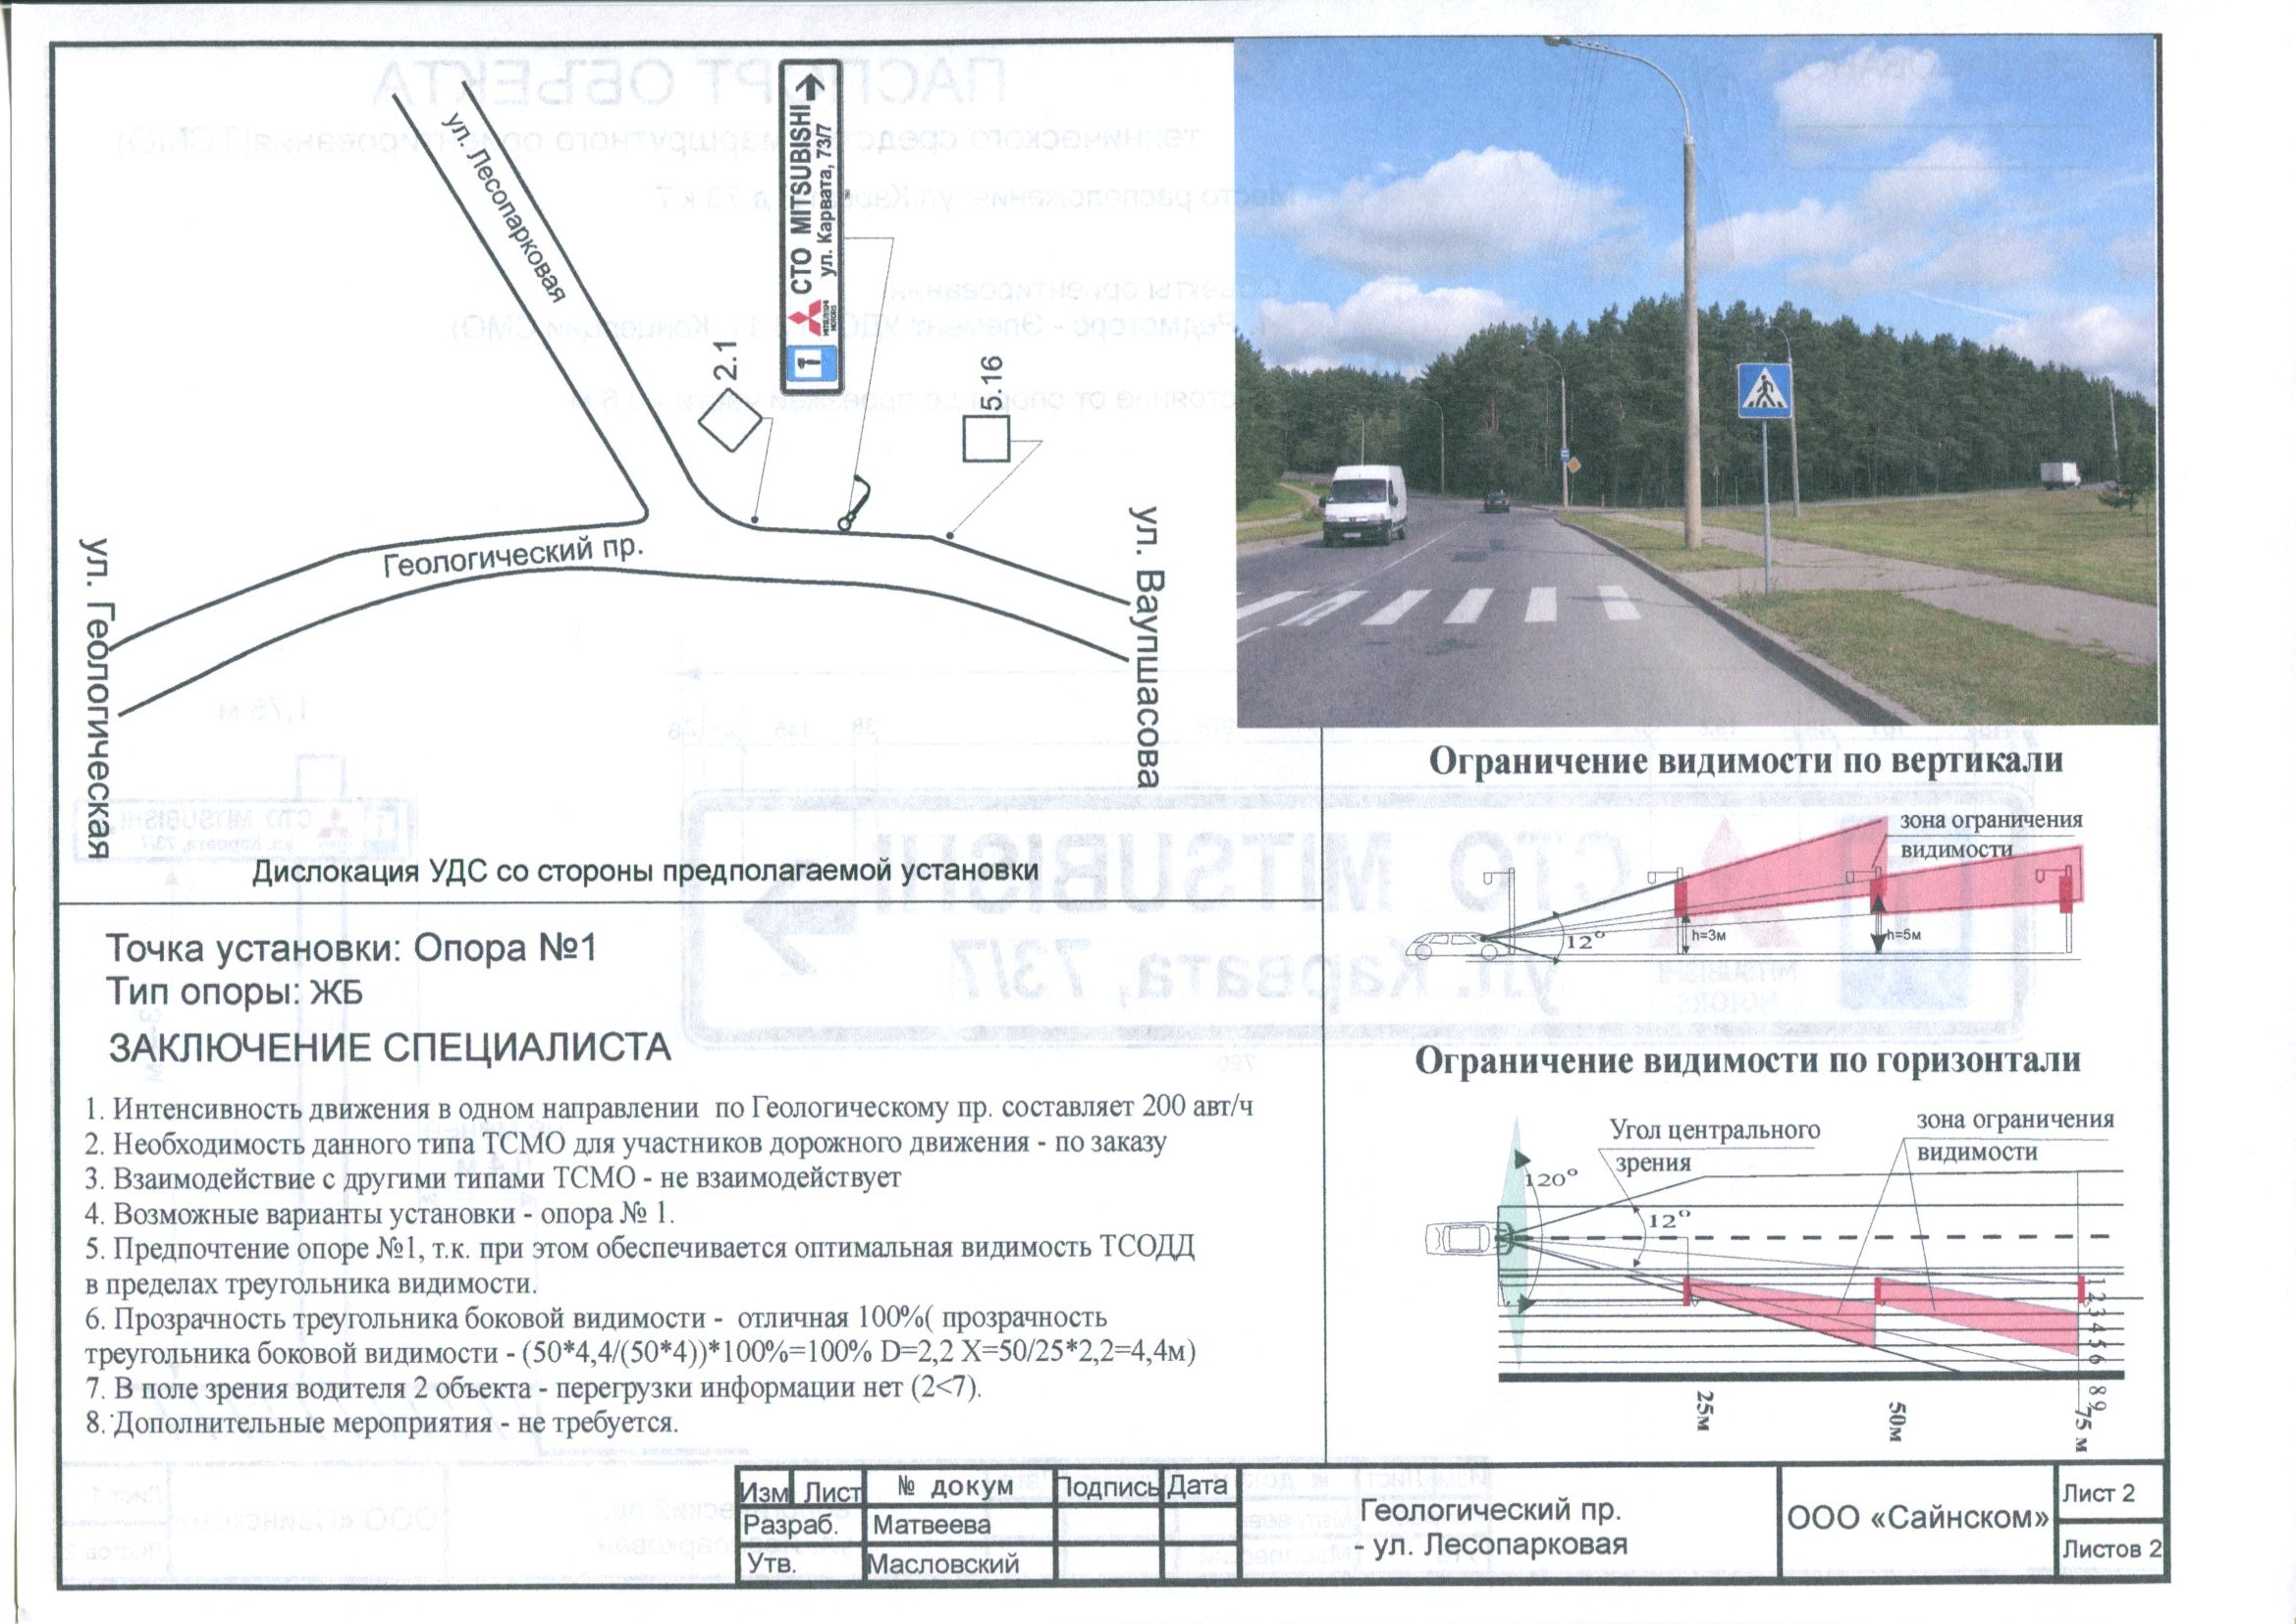 ул. Лесопарковая
СТО MITSUBISHI
ул. Карвата, 73/7
MITSUBISHI
MOTORS
2.1
5.16
Геологический пр.
ул. Геологическая
ул. Ваупшасова
Дислокация УДС со стороны предполагаемой установки
Точка установки: Опора №1
Тип опоры: ЖБ
ЗАКЛЮЧЕНИЕ СПЕЦИАЛИСТА
1. Интенсивность движения в одном направлении по Геологическому пр. составляет 200 авт/ч
2. Необходимость данного типа ТСМО для участников дорожного движения - по заказу
3. Взаимодействие с другими типами ТСМО - не взаимодействует
4. Возможные варианты установки - опора № 1.
5. Предпочтение опоре №1, т.к. при этом обеспечивается оптимальная видимость ТСОДД
в пределах треугольника видимости.
6. Прозрачность треугольника боковой видимости - отличная 100%( прозрачность
треугольника боковой видимости - (50*4,4/(50*4))*100%=100% D=2,2 X=50/25*2,2=4,4м)
7. В поле зрения водителя 2 объекта - перегрузки информации нет (2<7).
8. Дополнительные мероприятия - не требуется.
Ограничение видимости по вертикали
зона ограничения
видимости
12°
h=3м
h=5м
Ограничение видимости по горизонтали
Угол центрального
зрения
зона ограничения
видимости
120°
12°
1 2 3 4 5 6 8 9
25м
50м
75 м
Изм Лист № докум Подпись Дата
Разраб. Матвеева
Утв. Масловский
Геологический пр.
- ул. Лесопарковая
ООО «Сайнском»
Лист 2
Листов 2